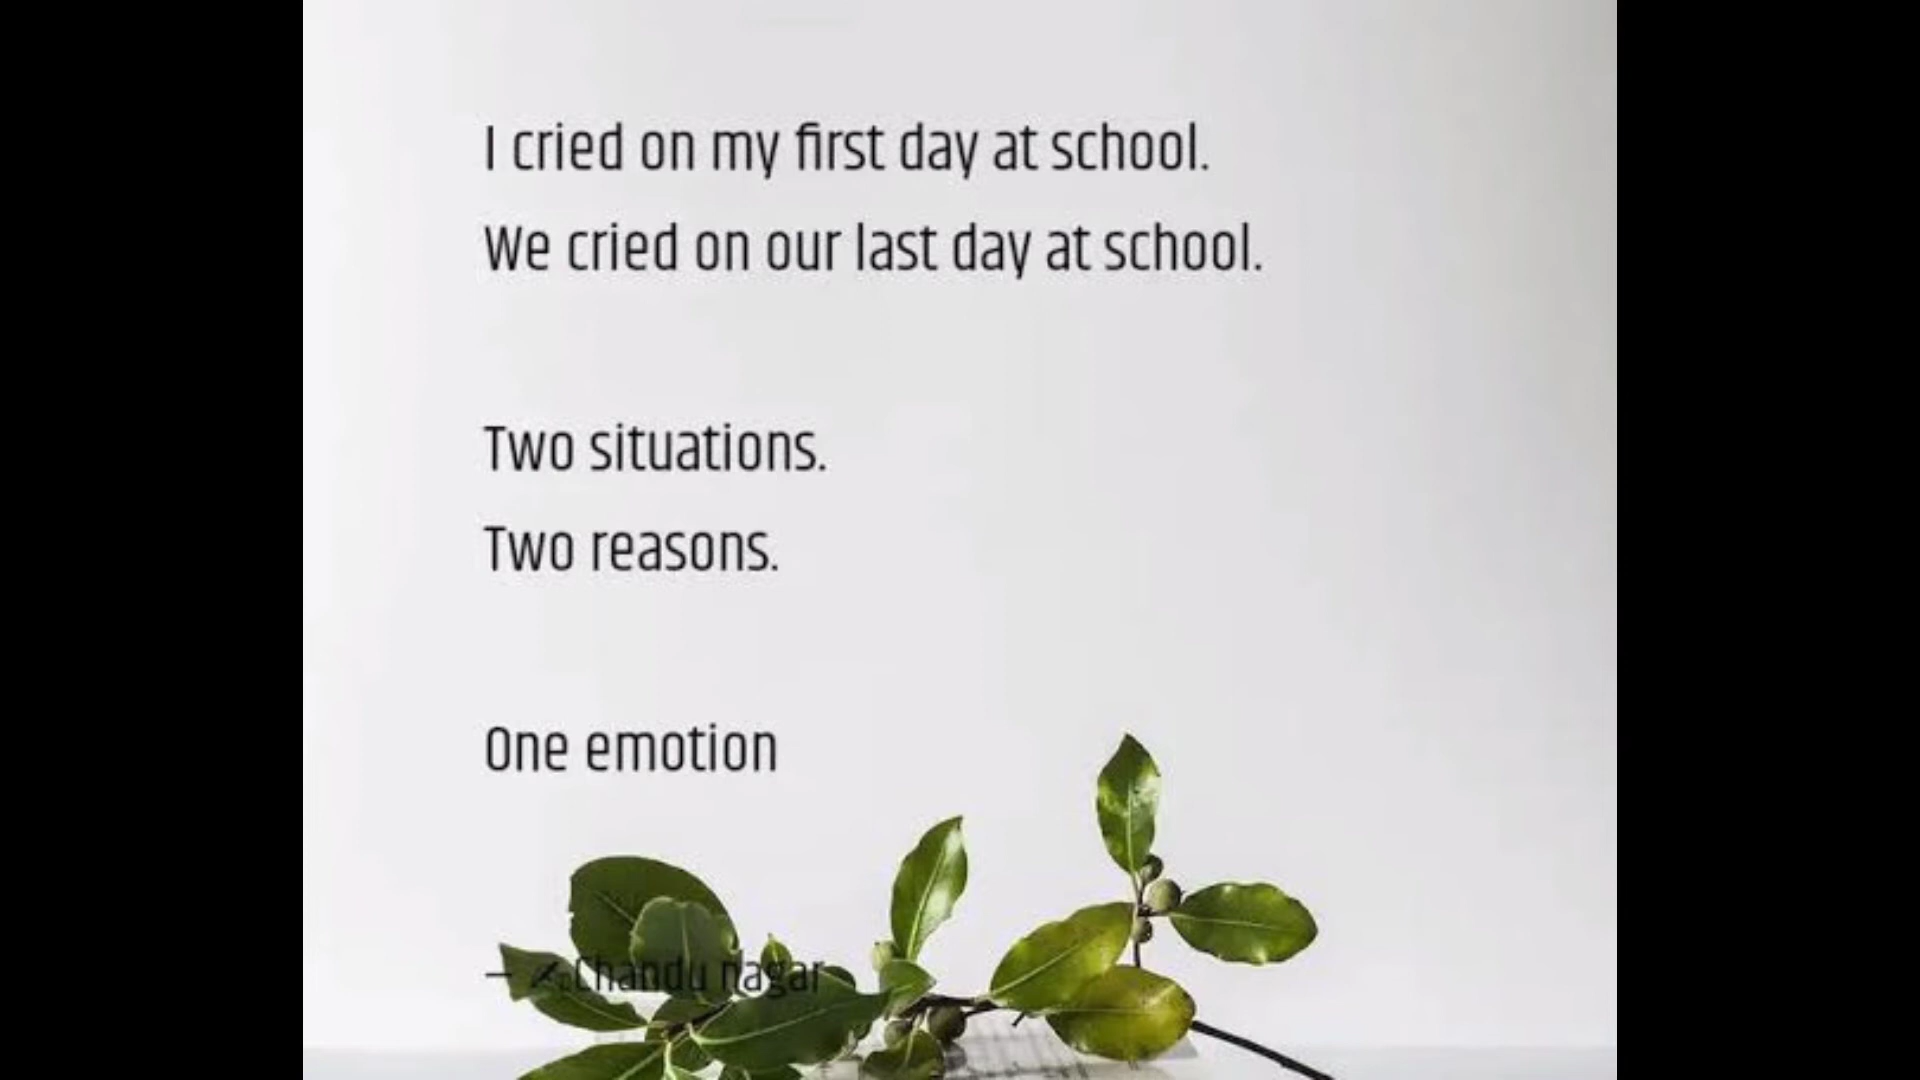 I cried on my first day at school.
We cried on our last day at school.
Two situations.
Two reasons.
One emotion
– ✍️Chandu nagar